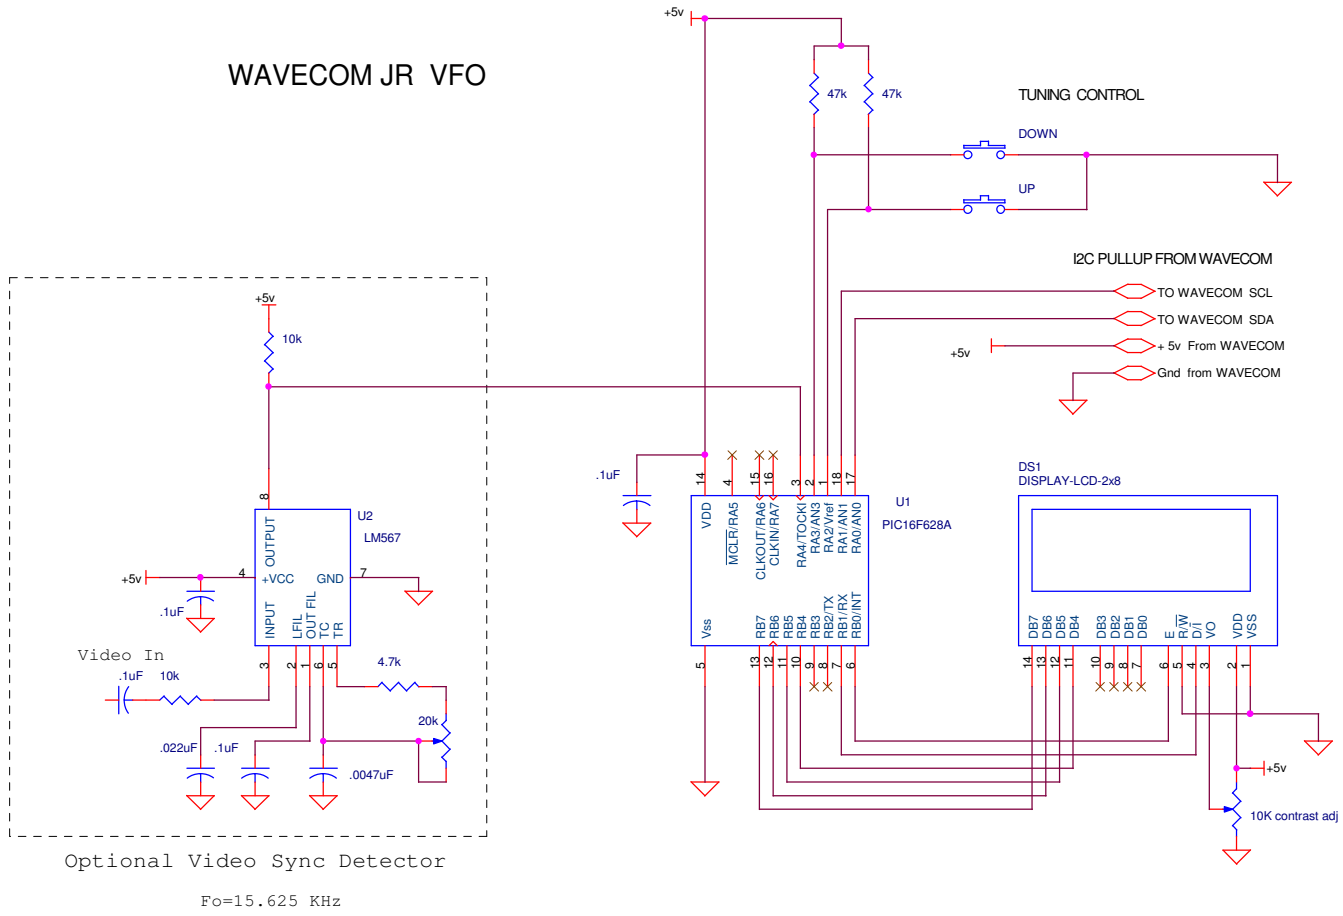 +5v
WAVECOM JR VFO
47k
47k
TUNING CONTROL
DOWN
UP
I2C PULLUP FROM WAVECOM
TO WAVECOM SCL
TO WAVECOM SDA
+5v
+ 5v From WAVECOM
Gnd from WAVECOM
+5v
10k
.1uF
14
4
15
16
3
2
1
18
17
U1
PIC16F628A
VDD
MCLR/RA5
CLKOUT/RA6
CLKIN/RA7
RA4/TOCKI
RA3/AN3
RA2/Vref
RA1/AN1
RA0/AN0
Vss
RB7
RB6
RB5
RB4
RB3
RB2/TX
RB1/RX
RB0/INT
5
13
12
11
10
9
8
7
6
DS1
DISPLAY-LCD-2x8
DB7
DB6
DB5
DB4
DB3
DB2
DB1
DB0
E
R/W
D/I
VO
VDD
VSS
14
13
12
11
10
9
8
7
6
5
4
3
2
1
+5v
10K contrast adj
8
U2
LM567
OUTPUT
+5v
4
+VCC
GND
7
.1uF
INPUT
LFIL
OUT FIL
TC
TR
3
2
1
6
5
Video In
.1uF
10k
4.7k
20k
.022uF
.1uF
.0047uF
Optional Video Sync Detector
Fo=15.625 KHz